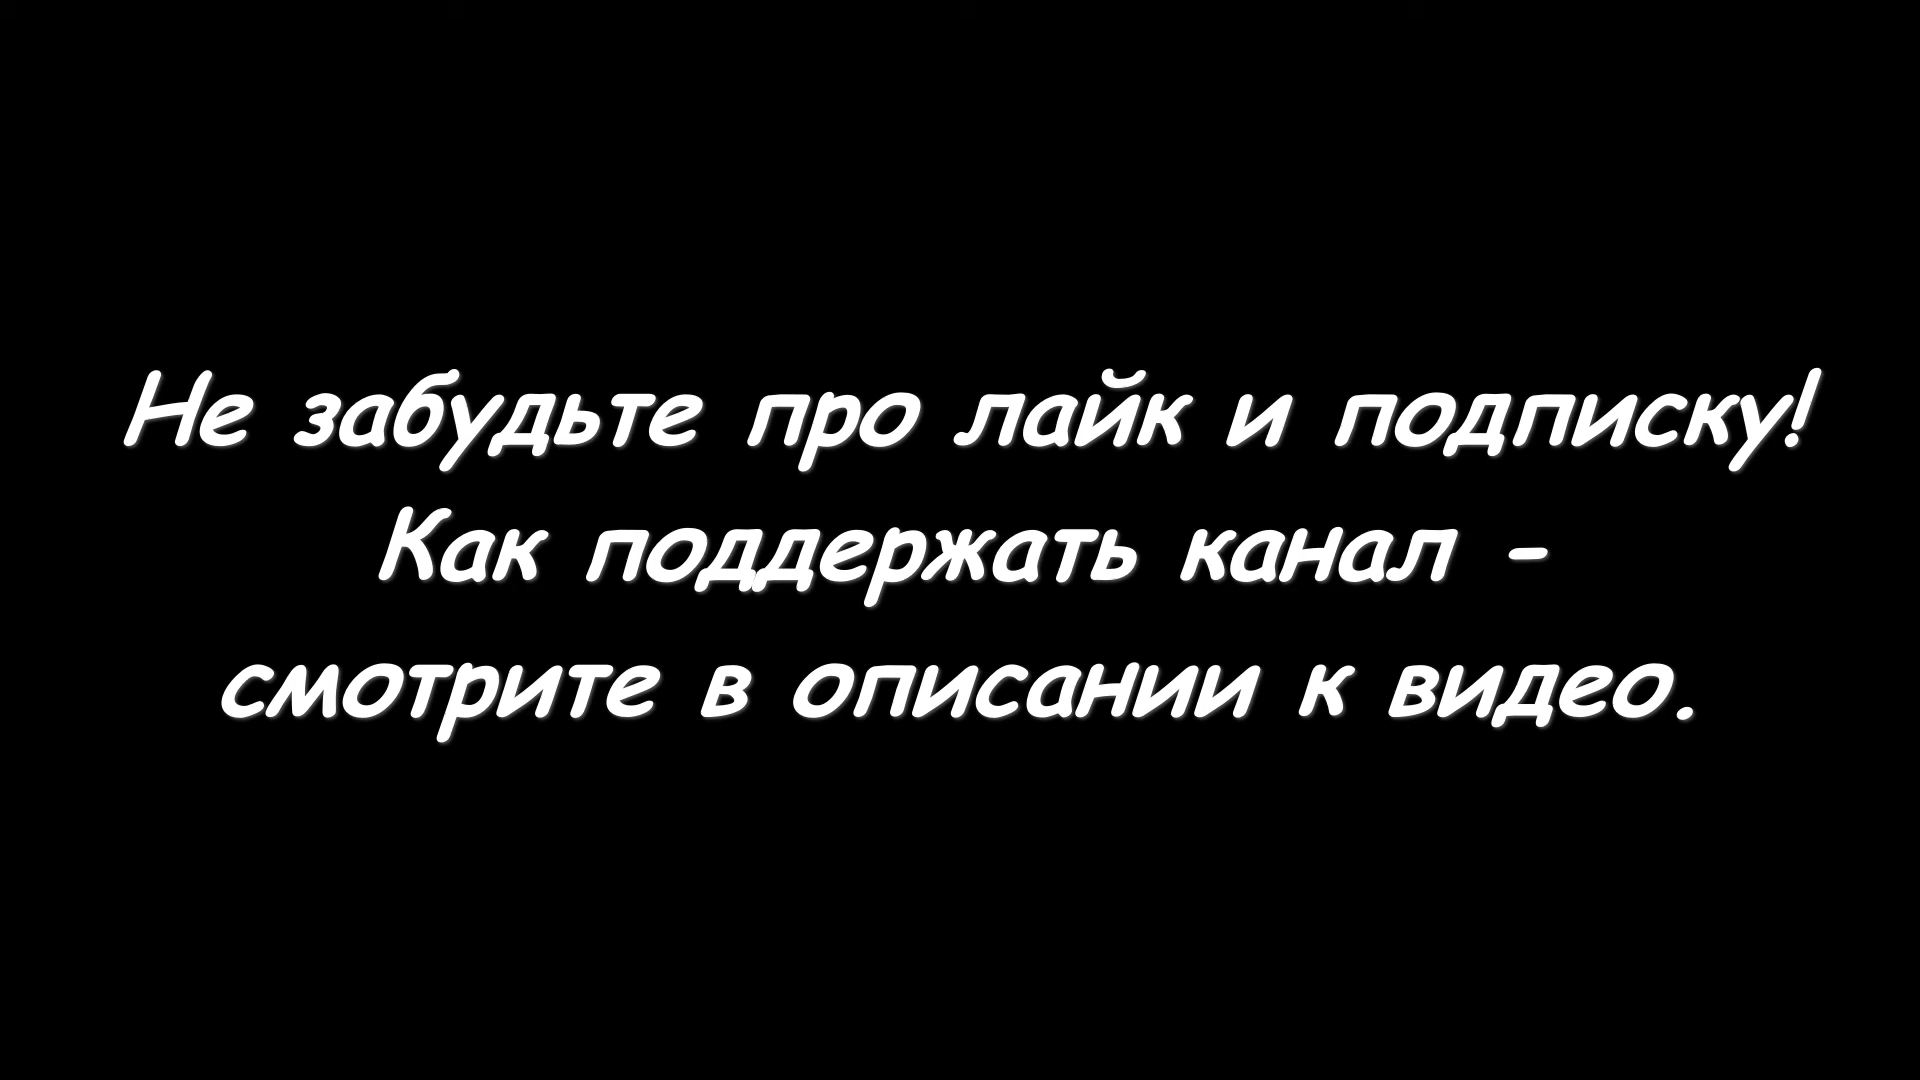 Не забудьте про лайк и подписку!
Как поддержать канал -
смотрите в описании к видео.